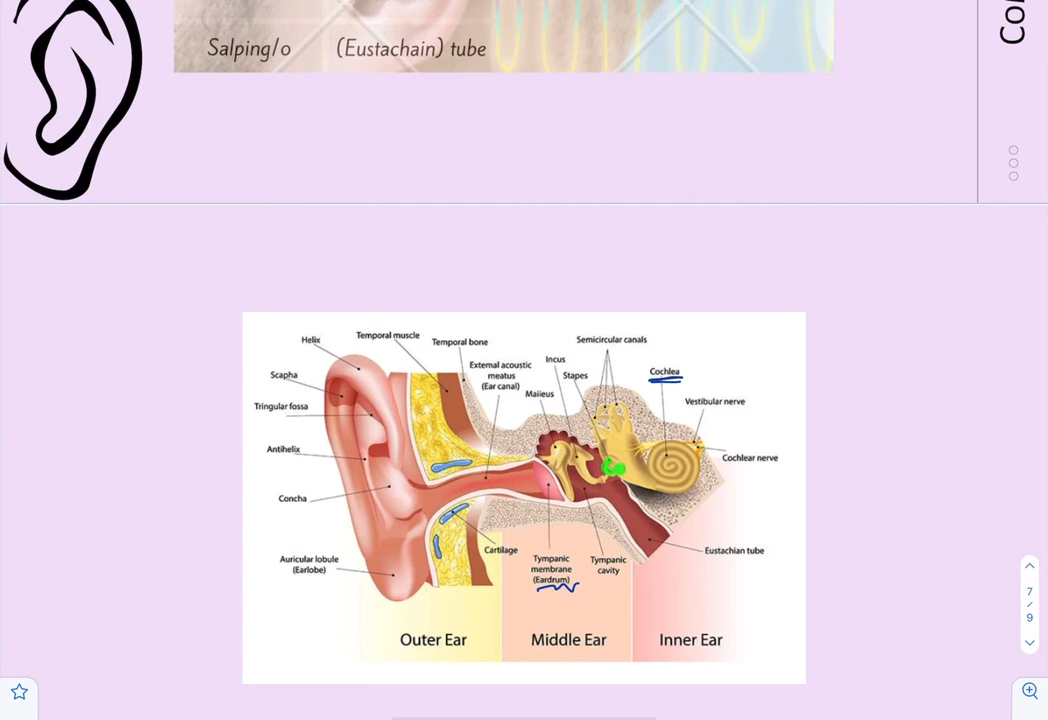 Salping/o (Eustachain) tube
Col
Helix
Temporal muscle
Temporal bone
Semicircular canals
Scapha
External acoustic
meatus
(Ear canal)
Incus
Stapes
Cochlea
Malleus
Tringular fossa
Vestibular nerve
Antihelix
Cochlear nerve
Concha
Auricular lobule
(Earlobe)
Cartilage
Tympanic
membrane
(Eardrum)
Tympanic
cavity
Eustachian tube
Outer Ear
Middle Ear
Inner Ear
7
/
9